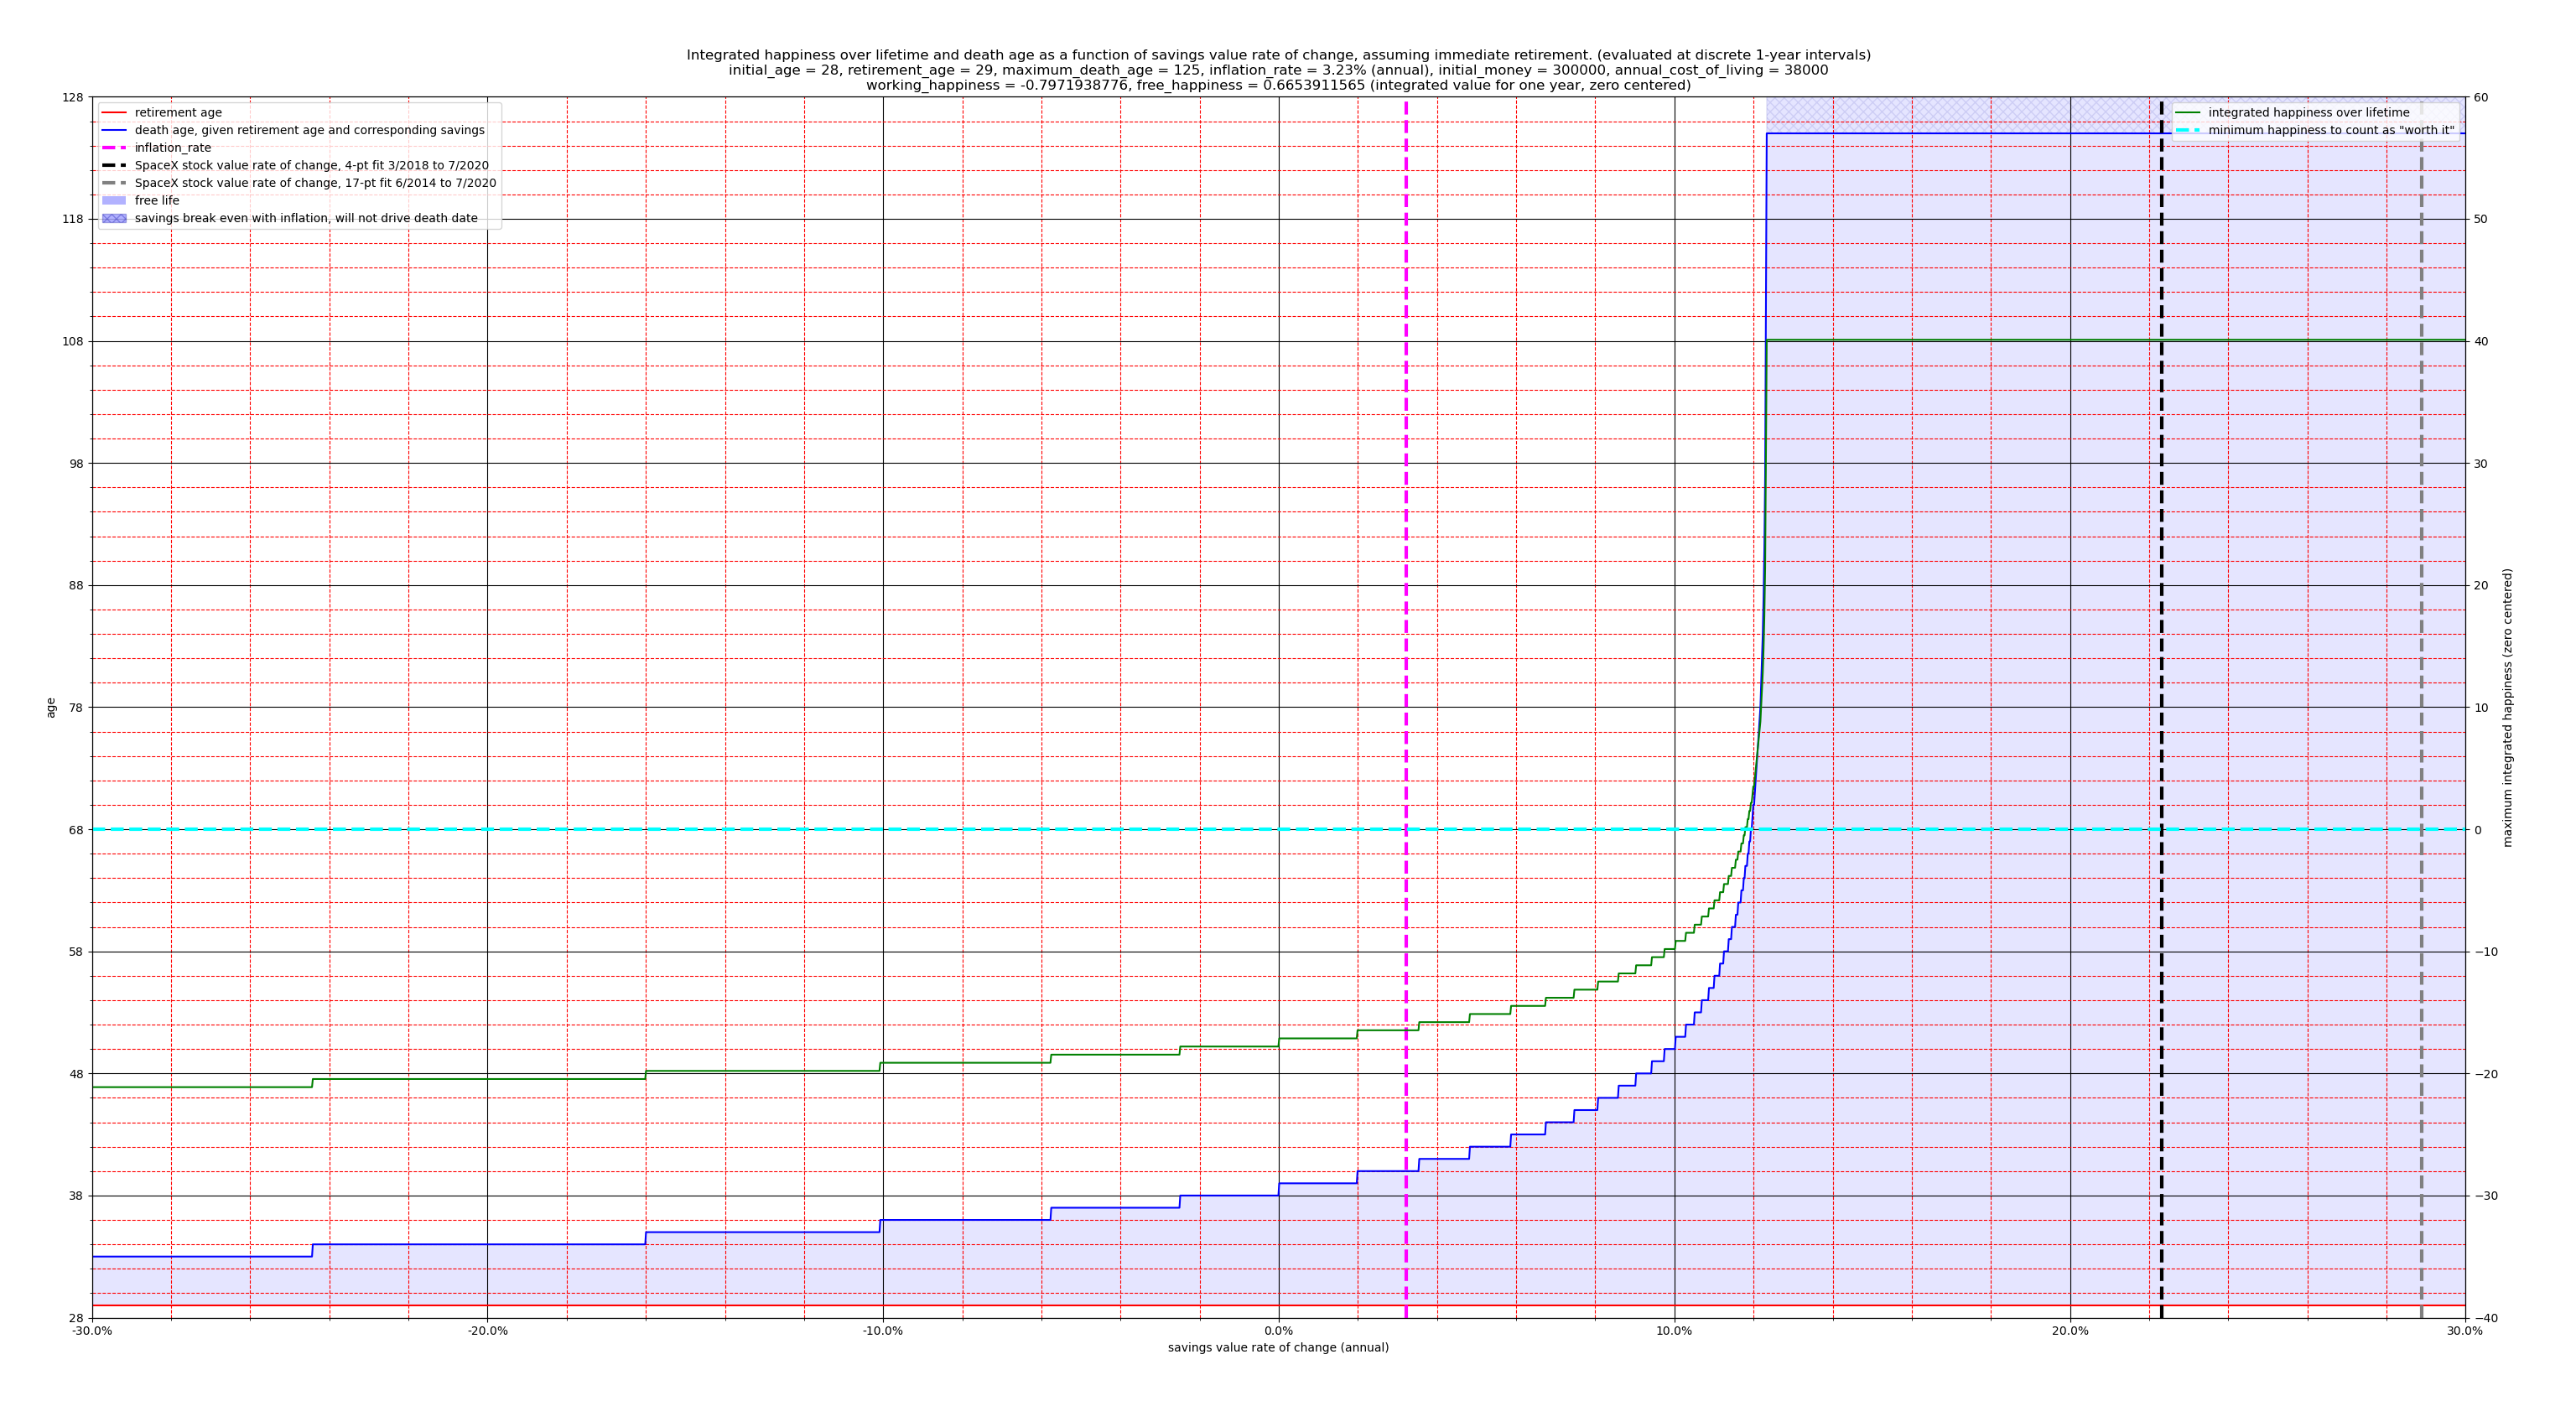 Integrated happiness over lifetime and death age as a function of savings value rate of change, assuming immediate retirement. (evaluated at discrete 1-year intervals)
initial_age = 28, retirement_age = 29, maximum_death_age = 125, inflation_rate = 3.23% (annual), initial_money = 300000, annual_cost_of_living = 38000
working_happiness = -0.7971938776, free_happiness = 0.6653911565 (integrated value for one year, zero centered)
retirement age
death age, given retirement age and corresponding savings
inflation_rate
SpaceX stock value rate of change, 4-pt fit 3/2018 to 7/2020
SpaceX stock value rate of change, 17-pt fit 6/2014 to 7/2020
free life
savings break even with inflation, will not drive death date
integrated happiness over lifetime
minimum happiness to count as "worth it"
age
128
118
108
98
88
78
68
58
48
38
28
60
50
40
30
20
10
0
−10
−20
−30
−40
maximum integrated happiness (zero centered)
-30.0%
-20.0%
-10.0%
0.0%
10.0%
20.0%
30.0%
savings value rate of change (annual)